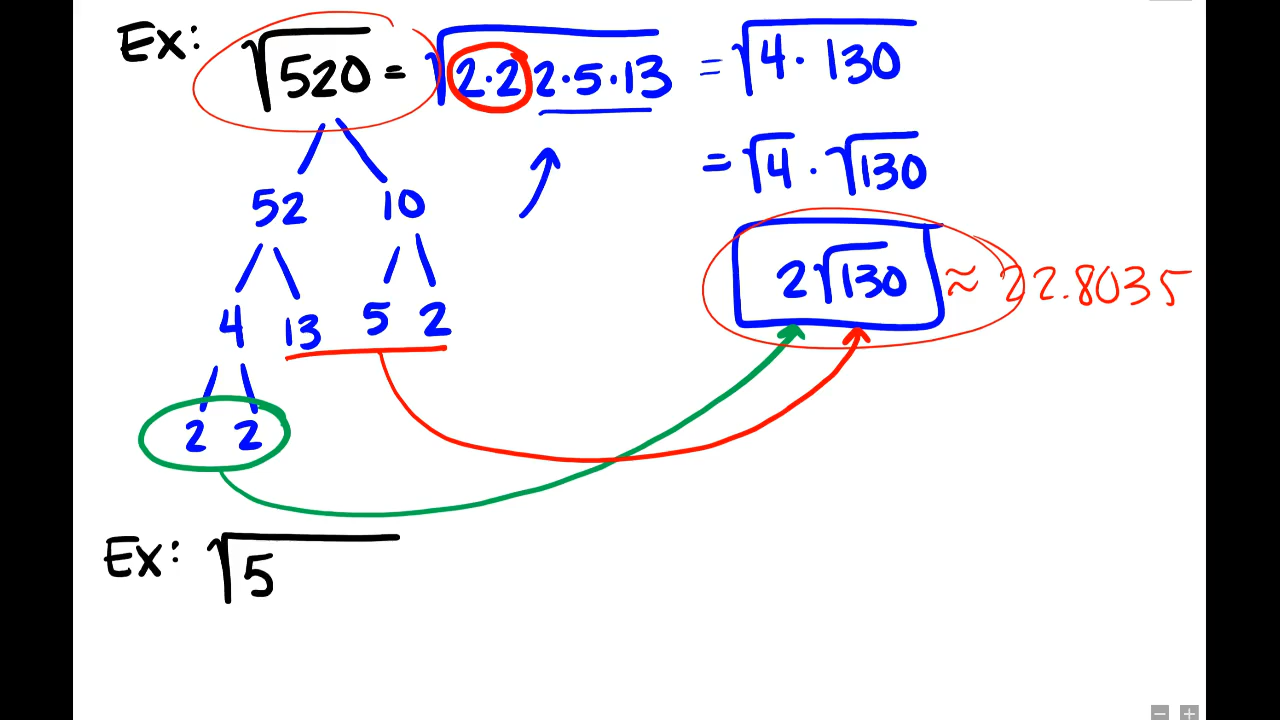 Ex: √520 = √2·2 2·5·13 = √4·130
= √4 · √130
52 10
2√130 ≈ 22.8035
4 13 5 2
2 2
Ex: √5